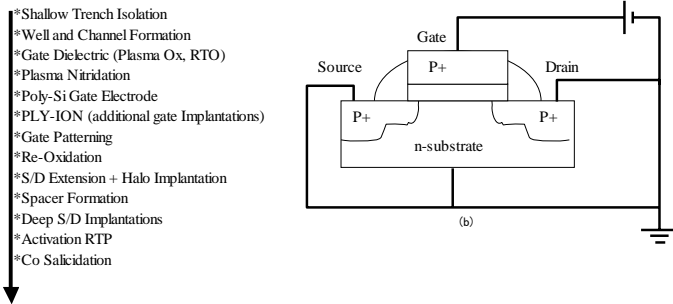 *Shallow Trench Isolation
*Well and Channel Formation
*Gate Dielectric (Plasma Ox, RTO)
*Plasma Nitridation
*Poly-Si Gate Electrode
*PLY-ION (additional gate Implantations)
*Gate Patterning
*Re-Oxidation
*S/D Extension + Halo Implantation
*Spacer Formation
*Deep S/D Implantations
*Activation RTP
*Co Salicidation
Gate
Source
P+
Drain
P+
P+
n-substrate
(b)